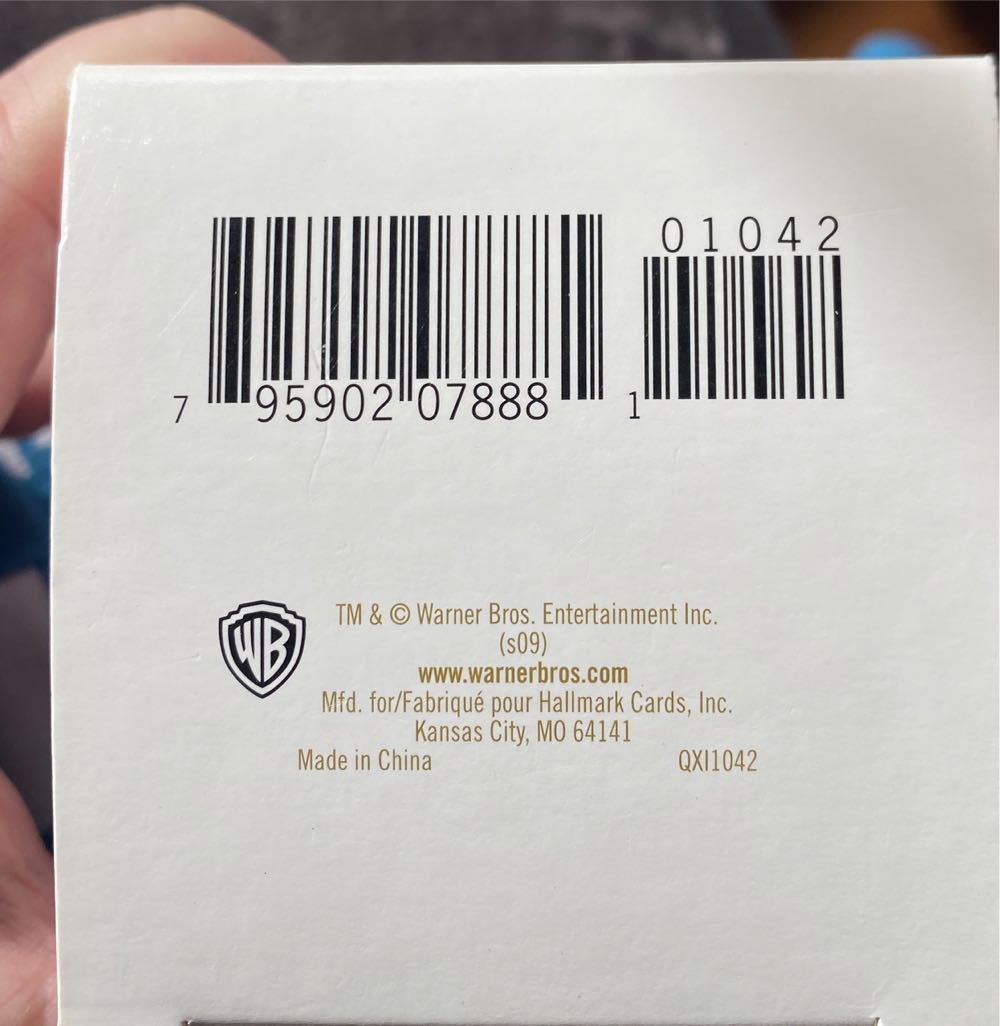 01042
7 95902 07888 1
WB
TM & © Warner Bros. Entertainment Inc.
(s09)
www.warnerbros.com
Mfd. for/Fabriqué pour Hallmark Cards, Inc.
Kansas City, MO 64141
Made in China QXI1042